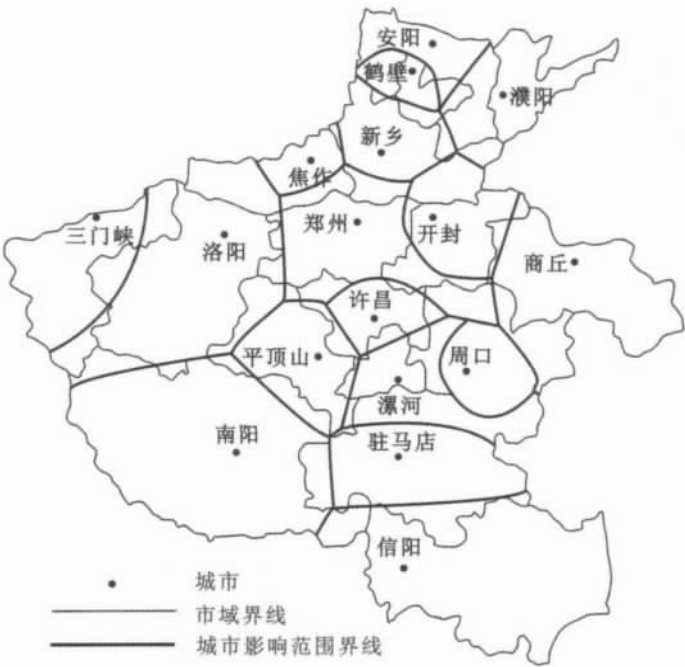 安阳
鹤壁
濮阳
新乡
焦作
三门峡
洛阳
郑州
开封
商丘
许昌
平顶山
周口
漯河
南阳
驻马店
信阳
城市
市域界线
城市影响范围界线